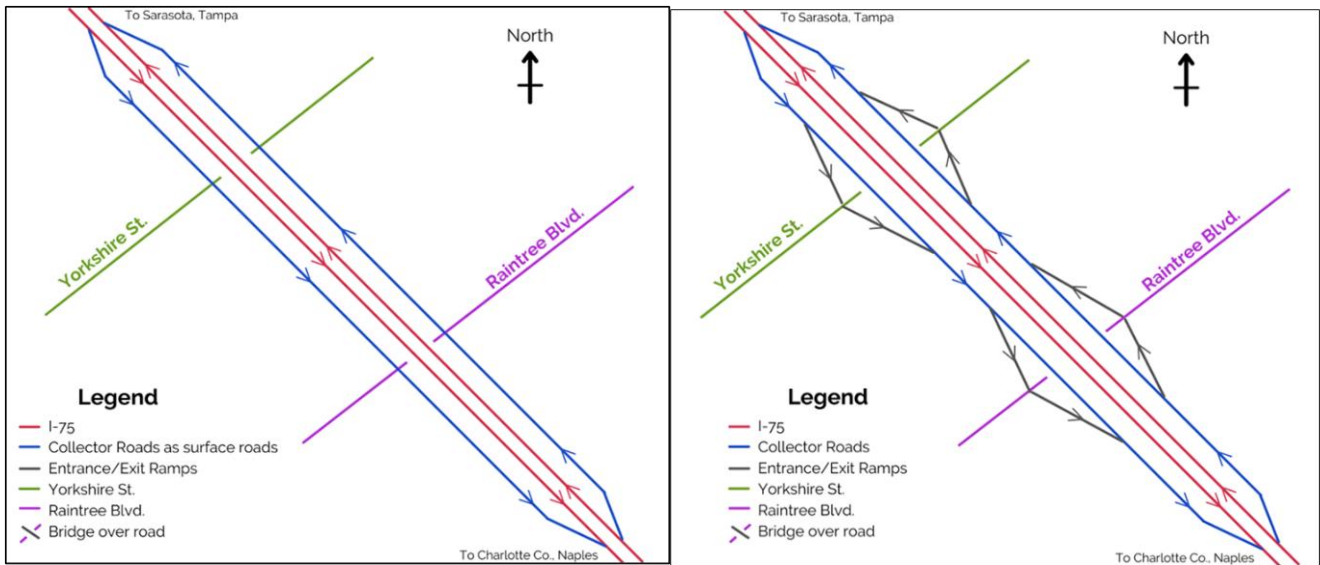 To Sarasota, Tampa
North
Yorkshire St.
Raintree Blvd.
Legend
I-75
Collector Roads as surface roads
Entrance/Exit Ramps
Yorkshire St.
Raintree Blvd.
Bridge over road
To Charlotte Co., Naples
To Sarasota, Tampa
North
Yorkshire St.
Raintree Blvd.
Legend
I-75
Collector Roads
Entrance/Exit Ramps
Yorkshire St.
Raintree Blvd.
Bridge over road
To Charlotte Co., Naples